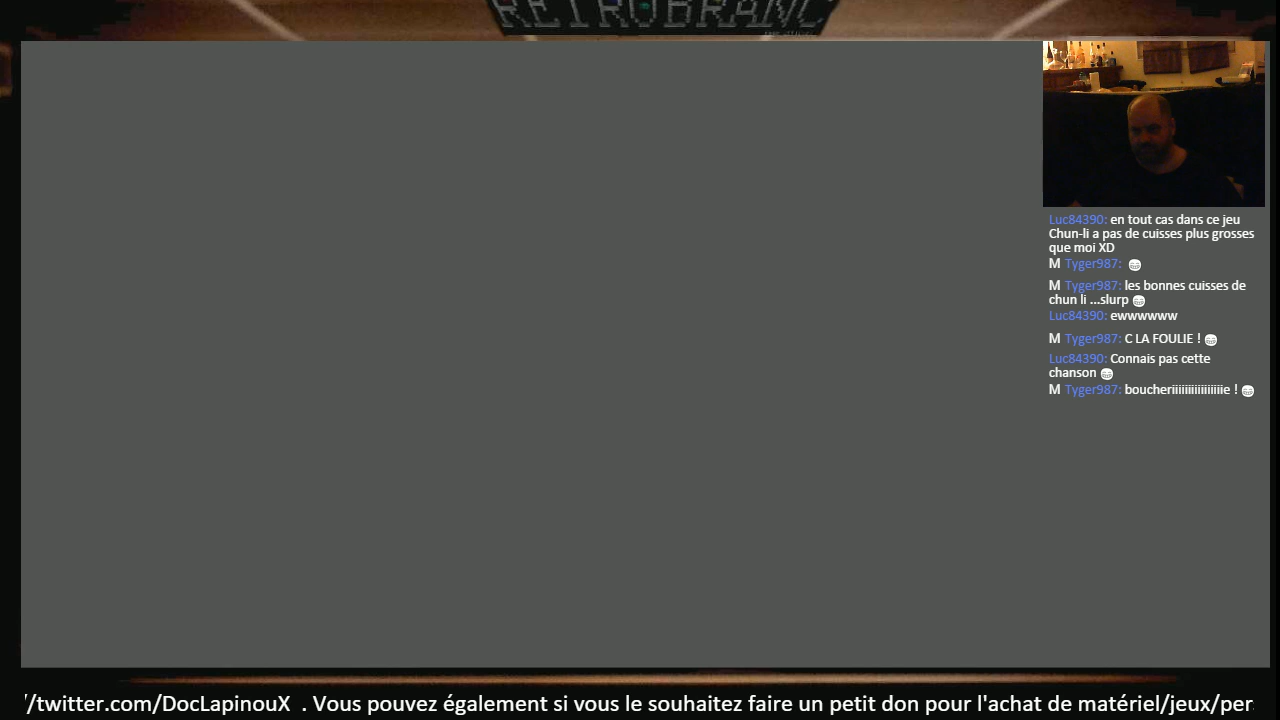 RETROBRANC
Luc84390: en tout cas dans ce jeu
Chun-li a pas de cuisses plus grosses
que moi XD
M Tyger987:
M Tyger987: les bonnes cuisses de
chun li ...slurp
Luc84390: ewwwwww
M Tyger987: C LA FOULIE !
Luc84390: Connais pas cette
chanson
M Tyger987: boucheriiiiiiiiiiiiiiiie !
//twitter.com/DocLapinouX . Vous pouvez également si vous le souhaitez faire un petit don pour l'achat de matériel/jeux/per